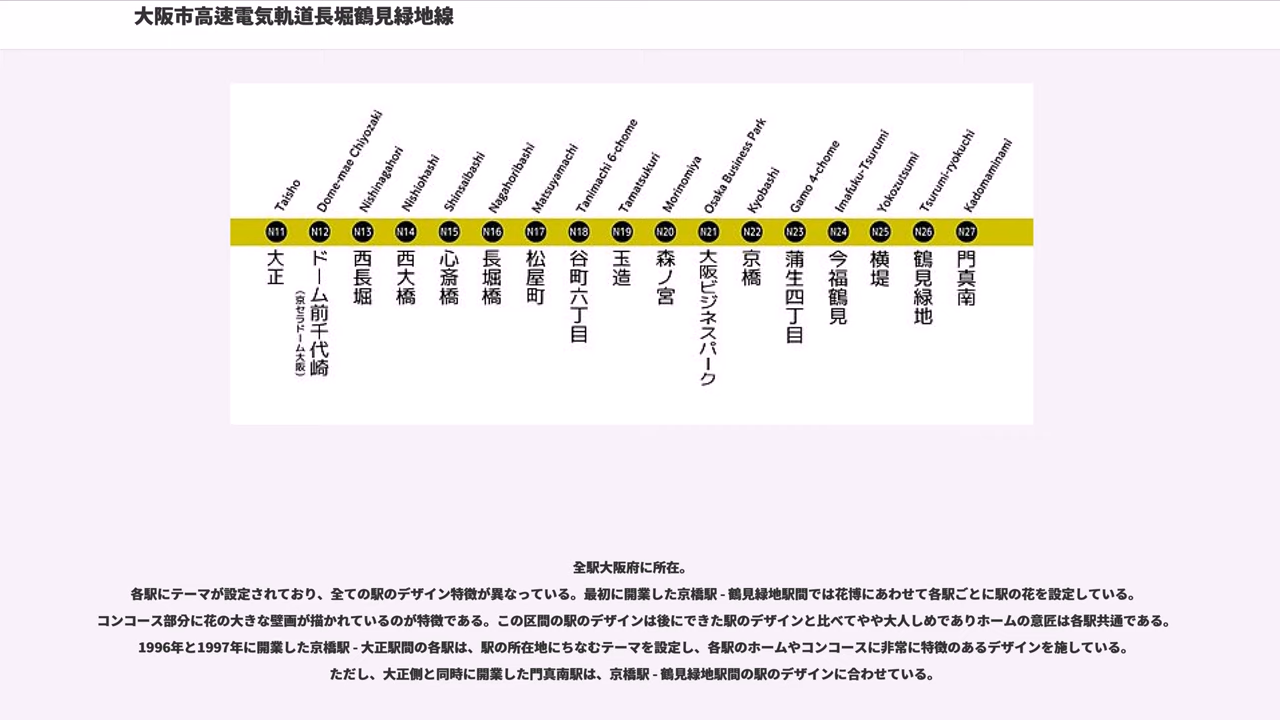 大阪市高速電気軌道長堀鶴見緑地線
Taisho
Dome-mae Chiyozaki
Nishinagahori
Nishiohashi
Shinsaibashi
Nagahoribashi
Matsuyamachi
Tanimachi 6-chome
Tamatsukuri
Morinomiya
Osaka Business Park
Kyobashi
Gamo 4-chome
Imafuku-Tsurumi
Yokozutsumi
Tsurumi-ryokuchi
Kadomaminami
N11 N12 N13 N14 N15 N16 N17 N18 N19 N20 N21 N22 N23 N24 N25 N26 N27
大正
ドーム前千代崎
(京セラドーム大阪)
西長堀
西大橋
心斎橋
長堀橋
松屋町
谷町六丁目
玉造
森ノ宮
大阪ビジネスパーク
京橋
蒲生四丁目
今福鶴見
横堤
鶴見緑地
門真南
全駅大阪府に所在。
各駅にテーマが設定されており、全ての駅のデザイン特徴が異なっている。最初に開業した京橋駅 - 鶴見緑地駅間では花博にあわせて各駅ごとに駅の花を設定している。
コンコース部分に花の大きな壁画が描かれているのが特徴である。この区間の駅のデザインは後にできた駅のデザインと比べてやや大人しめでありホームの意匠は各駅共通である。
1996年と1997年に開業した京橋駅 - 大正駅間の各駅は、駅の所在地にちなむテーマを設定し、各駅のホームやコンコースに非常に特徴のあるデザインを施している。
ただし、大正側と同時に開業した門真南駅は、京橋駅 - 鶴見緑地駅間の駅のデザインに合わせている。